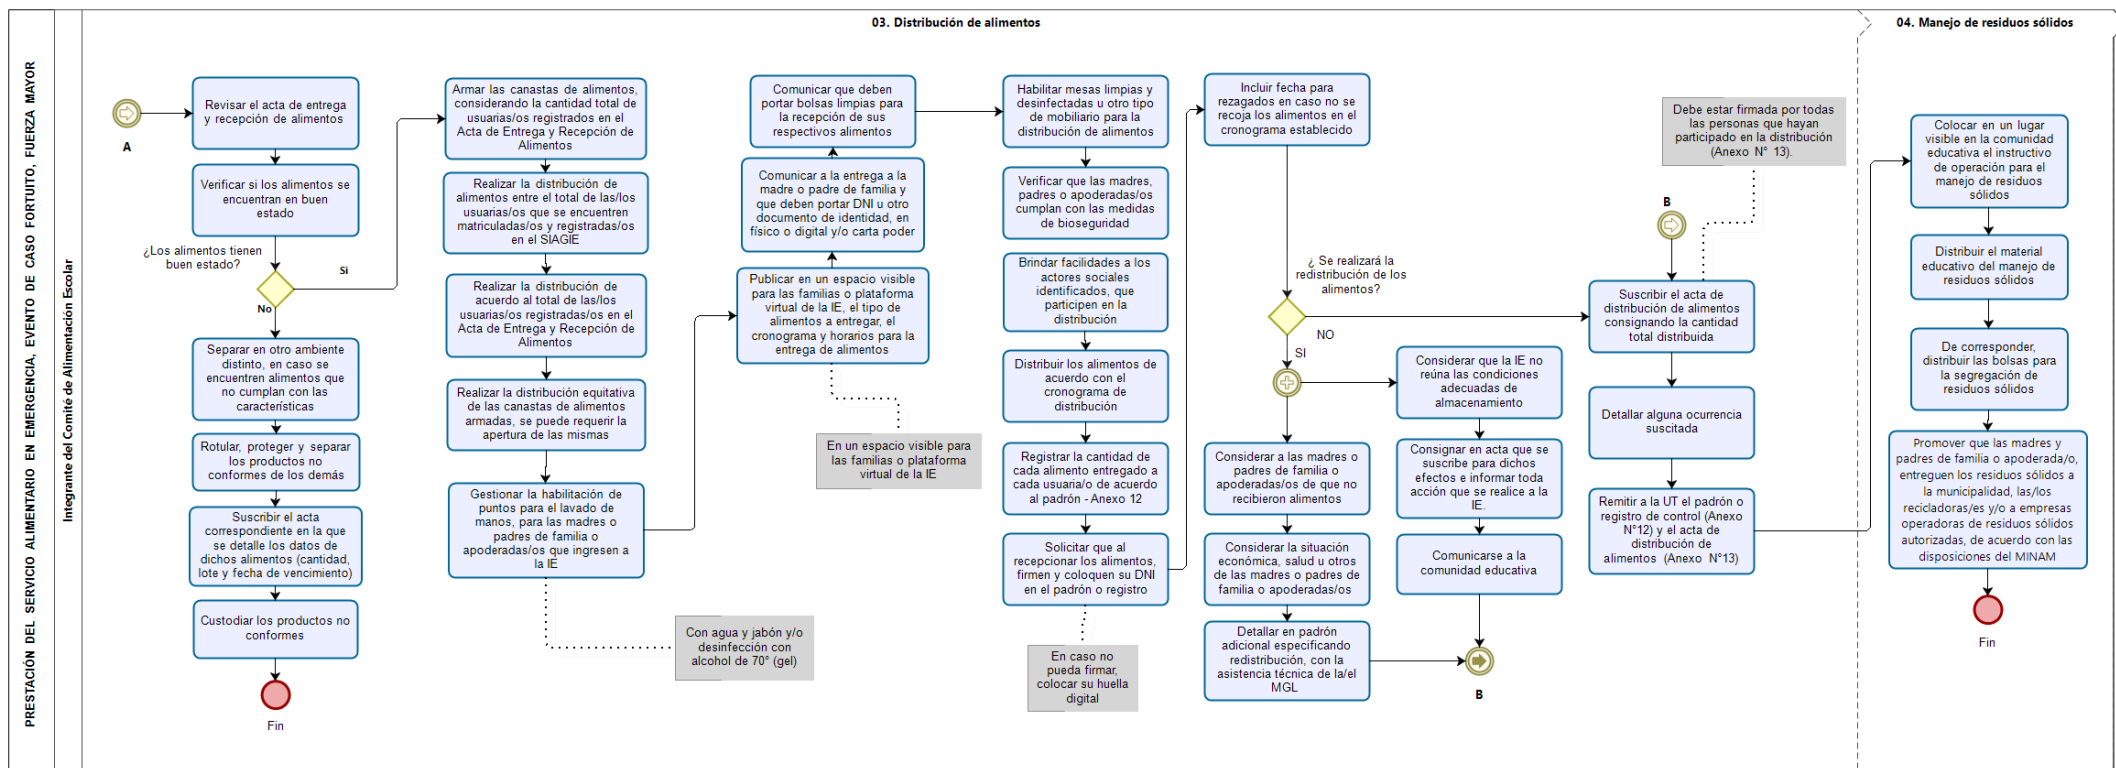 PRESTACIÓN DEL SERVICIO ALIMENTARIO EN EMERGENCIA, EVENTO DE CASO FORTUITO, FUERZA MAYOR
Integrante del Comité de Alimentación Escolar
03. Distribución de alimentos
A
Revisar el acta de entrega
y recepción de alimentos
Verificar si los alimentos se
encuentran en buen
estado
¿Los alimentos tienen
buen estado?
Si
No
Separar en otro ambiente
distinto, en caso se
encuentren alimentos que
no cumplan con las
características
Rotular, proteger y separar
los productos no
conformes de los demás
Suscribir el acta
correspondiente en la que
se detalle los datos de
dichos alimentos (cantidad,
lote y fecha de vencimiento)
Custodiar los productos no
conformes
Fin
Armar las canastas de alimentos,
considerando la cantidad total de
usuarias/os registrados en el
Acta de Entrega y Recepción de
Alimentos
Realizar la distribución de
alimentos entre el total de las/los
usuarias/os que se encuentren
matriculadas/os y registradas/os
en el SIAGIE
Realizar la distribución de
acuerdo al total de las/los
usuarias/os registradas/os en el
Acta de Entrega y Recepción de
Alimentos
Realizar la distribución equitativa
de las canastas de alimentos
armadas, se puede requerir la
apertura de las mismas
Gestionar la habilitación de
puntos para el lavado de
manos, para las madres o
padres de familia o
apoderadas/os que ingresen a
la IE
Con agua y jabón y/o
desinfección con
alcohol de 70° (gel)
Comunicar que deben
portar bolsas limpias para
la recepción de sus
respectivos alimentos
Comunicar a la entrega a la
madre o padre de familia y
que deben portar DNI u otro
documento de identidad, en
físico o digital y/o carta poder
Publicar en un espacio visible
para las familias o plataforma
virtual de la IE, el tipo de
alimentos a entregar, el
cronograma y horarios para la
entrega de alimentos
En un espacio visible para
las familias o plataforma
virtual de la IE
Habilitar mesas limpias y
desinfectadas u otro tipo
de mobiliario para la
distribución de alimentos
Verificar que las madres,
padres o apoderadas/os
cumplan con las medidas
de bioseguridad
Brindar facilidades a los
actores sociales
identificados, que
participen en la
distribución
Distribuir los alimentos de
acuerdo con el
cronograma de
distribución
Registrar la cantidad de
cada alimento entregado a
cada usuaria/o de acuerdo
al padrón - Anexo 12
Solicitar que al
recepcionar los alimentos,
firmen y coloquen su DNI
en el padrón o registro
En caso no
pueda firmar,
colocar su huella
digital
Incluir fecha para
rezagados en caso no se
recoja los alimentos en el
cronograma establecido
¿ Se realizará la
redistribución de los
alimentos?
NO
SI
Considerar a las madres o
padres de familia o
apoderadas/os de que no
recibieron alimentos
Considerar la situación
económica, salud u otros
de las madres o padres de
familia o apoderadas/os
Detallar en padrón
adicional especificando
redistribución, con la
asistencia técnica de la/el
MGL
Considerar que la IE no
reúna las condiciones
adecuadas de
almacenamiento
Consignar en acta que se
suscribe para dichos
efectos e informar toda
acción que se realice a la
IE.
Comunicarse a la
comunidad educativa
B
Debe estar firmada por todas
las personas que hayan
participado en la distribución
(Anexo N° 13).
B
Suscribir el acta de
distribución de alimentos
consignando la cantidad
total distribuida
Detallar alguna ocurrencia
suscitada
Remitir a la UT el padrón o
registro de control (Anexo
N°12) y el acta de
distribución de
alimentos (Anexo N°13)
04. Manejo de residuos sólidos
Colocar en un lugar
visible en la comunidad
educativa el instructivo
de operación para el
manejo de residuos
sólidos
Distribuir el material
educativo del manejo de
residuos sólidos
De corresponder,
distribuir las bolsas para
la segregación de
residuos sólidos
Promover que las madres y
padres de familia o apoderada/o,
entreguen los residuos sólidos a
la municipalidad, las/los
recicladoras/es y/o a empresas
operadoras de residuos sólidos
autorizadas, de acuerdo con las
disposiciones del MINAM
Fin